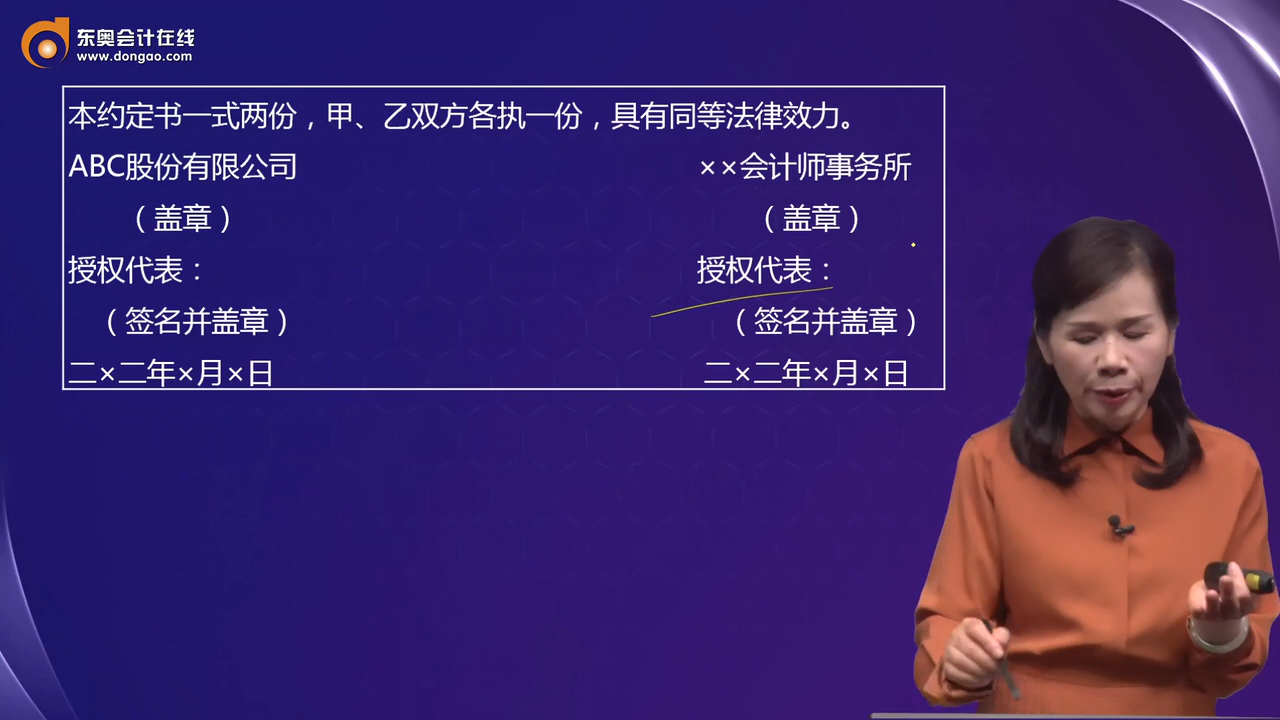 东奥会计在线
www.dongao.com
本约定书一式两份，甲、乙双方各执一份，具有同等法律效力。
ABC股份有限公司 ××会计师事务所
（盖章） （盖章）
授权代表： 授权代表：
（签名并盖章） （签名并盖章）
二×二年×月×日 二×二年×月×日